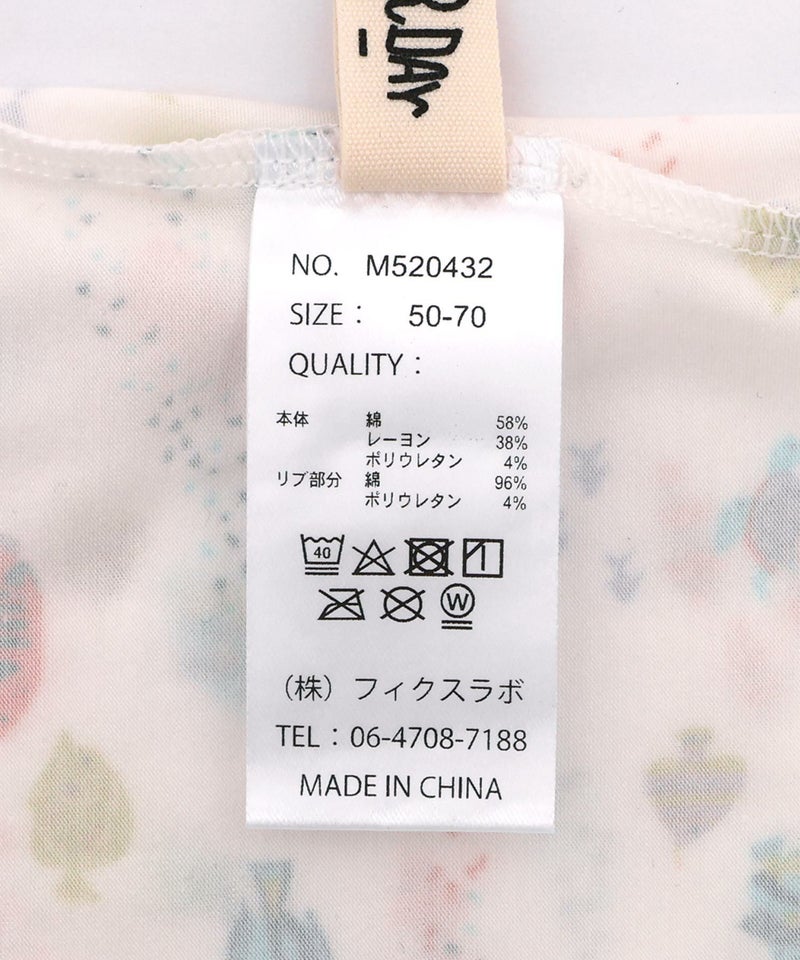 R.DAY
NO. M520432
SIZE： 50-70
QUALITY：
本体 綿 58%
レーヨン 38%
ポリウレタン 4%
リブ部分 綿 96%
ポリウレタン 4%
40
W
（株）フィクスラボ
TEL：06-4708-7188
MADE IN CHINA